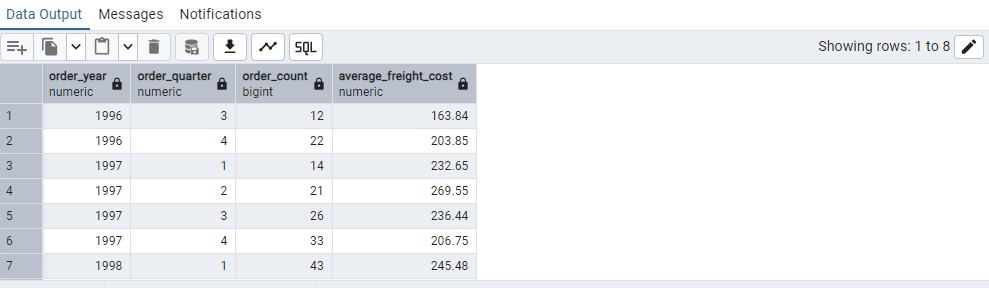 Data Output Messages Notifications
SQL Showing rows: 1 to 8
order_year order_quarter order_count average_freight_cost
numeric numeric bigint numeric
1 1996 3 12 163.84
2 1996 4 22 203.85
3 1997 1 14 232.65
4 1997 2 21 269.55
5 1997 3 26 236.44
6 1997 4 33 206.75
7 1998 1 43 245.48